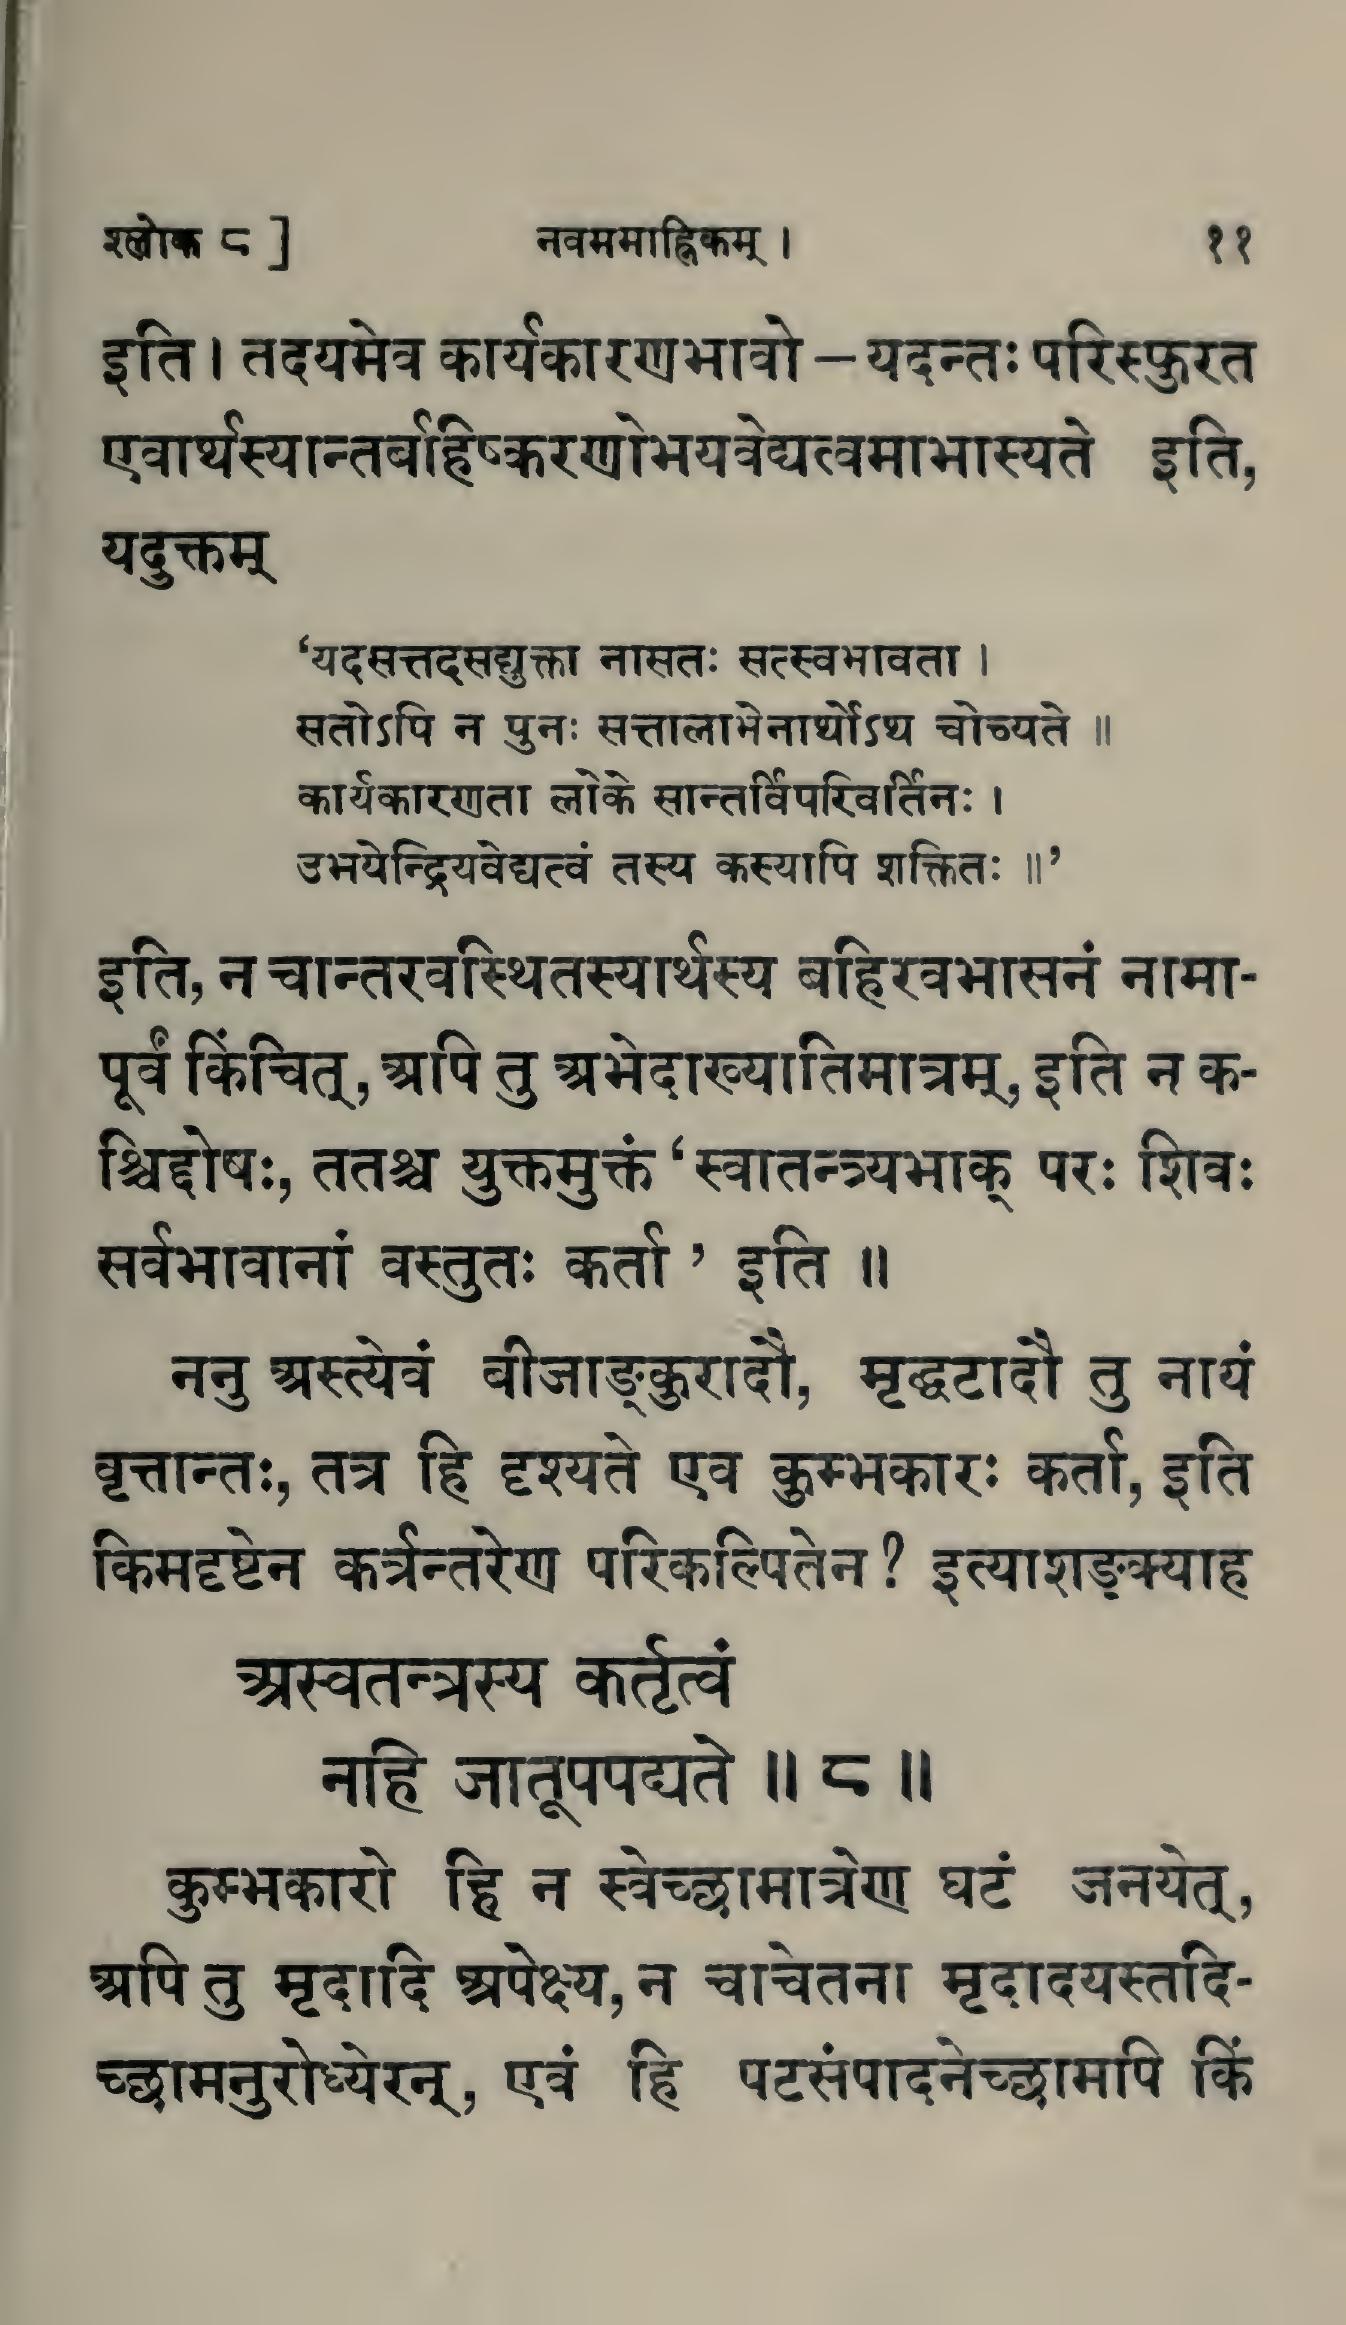 श्लोक ८ ] नवममाह्निकम् । ११
इति । तदयमेव कार्यकारणभावो – यदन्तः परिस्फुरत
एवार्थस्यान्तर्बहिष्करणोभयवेद्यत्वमाभास्यते इति,
यदुक्तम्
‘यदसत्तदसद्युक्ता नासतः सत्स्वभावता ।
सतोऽपि न पुनः सत्तालाभेनार्थोऽथ चोच्यते ॥
कार्यकारणता लोके सान्तर्विपरिवर्तिनः ।
उभयेन्द्रियवेद्यत्वं तस्य कस्यापि शक्तितः ॥’
इति, न चान्तरवस्थितस्यार्थस्य बहिरवभासनं नामा-
पूर्वं किंचित्, अपि तु अभेदाख्यातिमात्रम्, इति न क-
श्चिद्दोषः, ततश्च युक्तमुक्तं ‘स्वातन्त्र्यभाक् परः शिवः
सर्वभावानां वस्तुतः कर्ता’ इति ॥
ननु अस्त्येवं बीजाङ्कुरादौ, मृद्घटादौ तु नायं
वृत्तान्तः, तत्र हि दृश्यते एव कुम्भकारः कर्ता, इति
किमदृष्टेन कर्त्रन्तरेण परिकल्पितेन? इत्याशङ्क्याह
अस्वतन्त्रस्य कर्तृत्वं
नहि जातूपपद्यते ॥ ८ ॥
कुम्भकारो हि न स्वेच्छामात्रेण घटं जनयेत्,
अपि तु मृदादि अपेक्ष्य, न चाचेतना मृदादयस्तदि-
च्छामनुरोध्येरन्, एवं हि पटसंपादनेच्छामपि किं